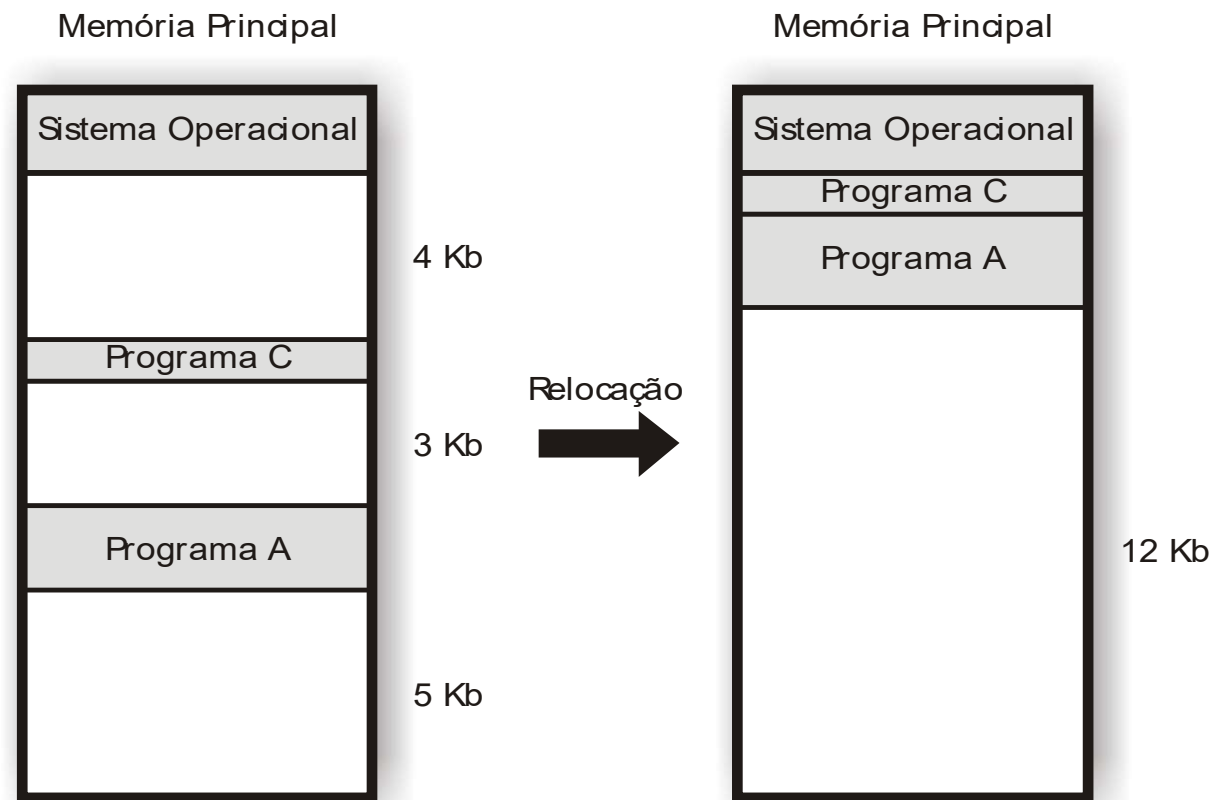 Memória Principal
Sistema Operacional
4 Kb
Programa C
3 Kb
Programa A
5 Kb
Relocação
Memória Principal
Sistema Operacional
Programa C
Programa A
12 Kb